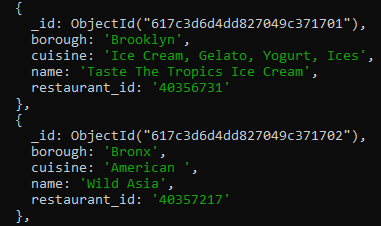 {
_id: ObjectId("617c3d6d4dd827049c371701"),
borough: 'Brooklyn',
cuisine: 'Ice Cream, Gelato, Yogurt, Ices',
name: 'Taste The Tropics Ice Cream',
restaurant_id: '40356731'
},
{
_id: ObjectId("617c3d6d4dd827049c371702"),
borough: 'Bronx',
cuisine: 'American ',
name: 'Wild Asia',
restaurant_id: '40357217'
},